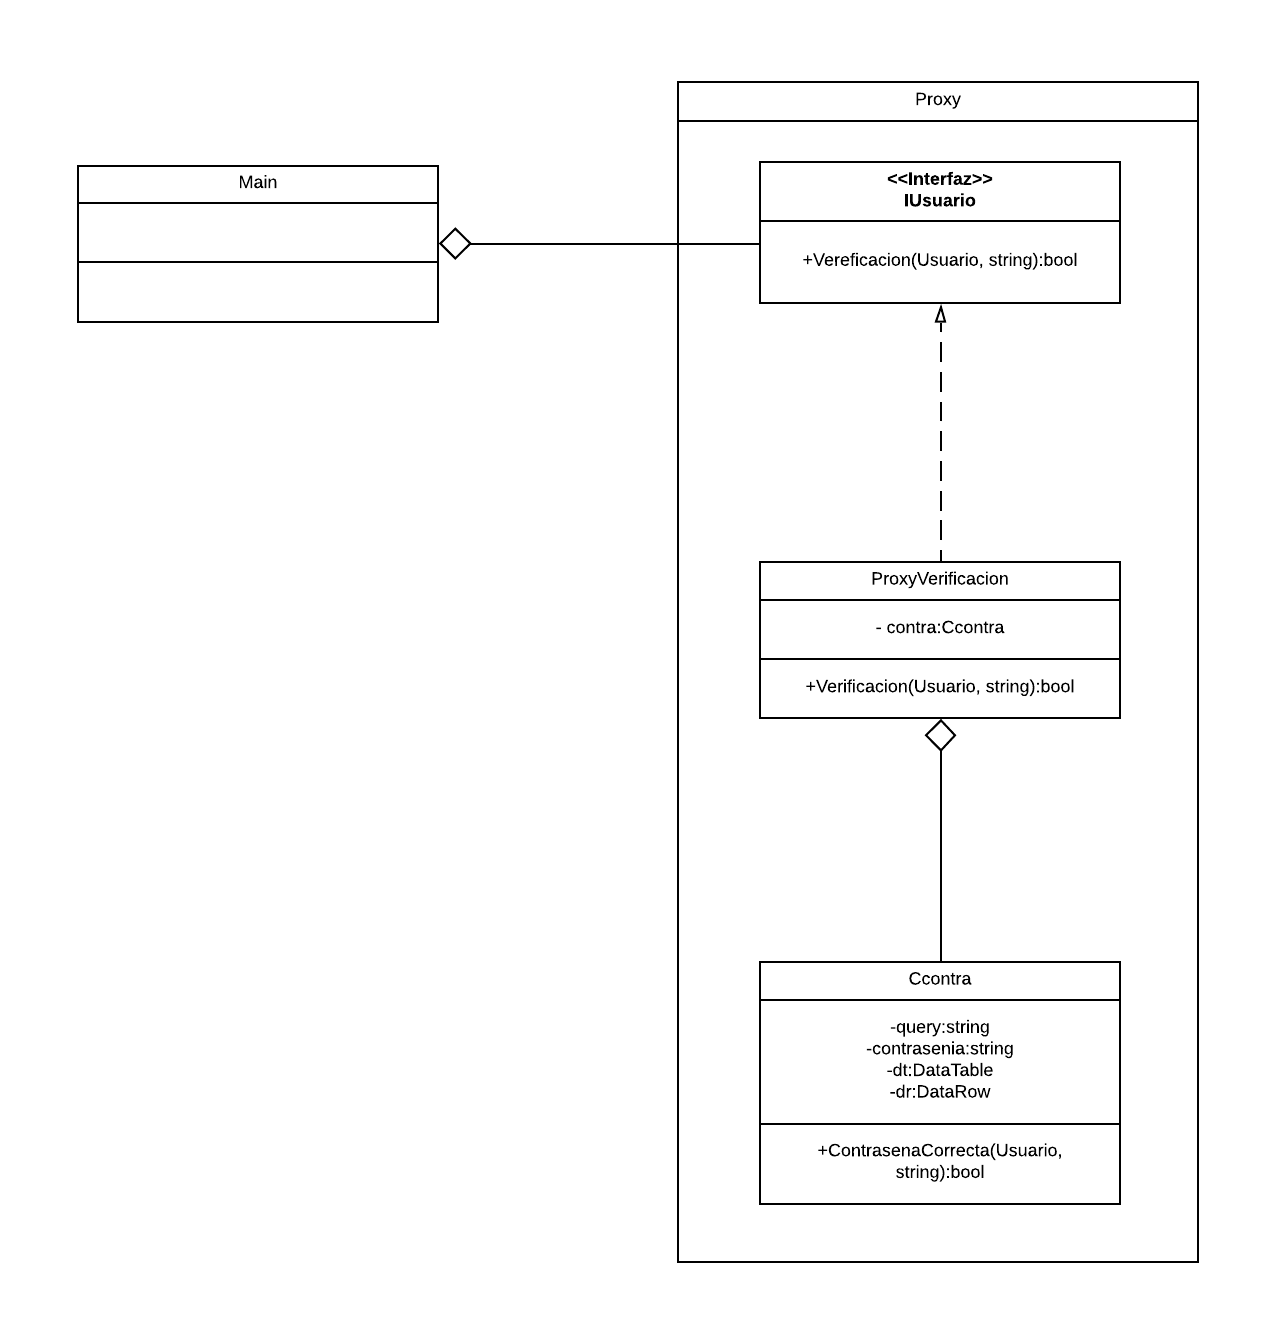 Proxy
Main
<<Interfaz>>
IUsuario
+Vereficacion(Usuario, string):bool
ProxyVerificacion
- contra:Ccontra
+Verificacion(Usuario, string):bool
Ccontra
-query:string
-contrasenia:string
-dt:DataTable
-dr:DataRow
+ContrasenaCorrecta(Usuario,
string):bool